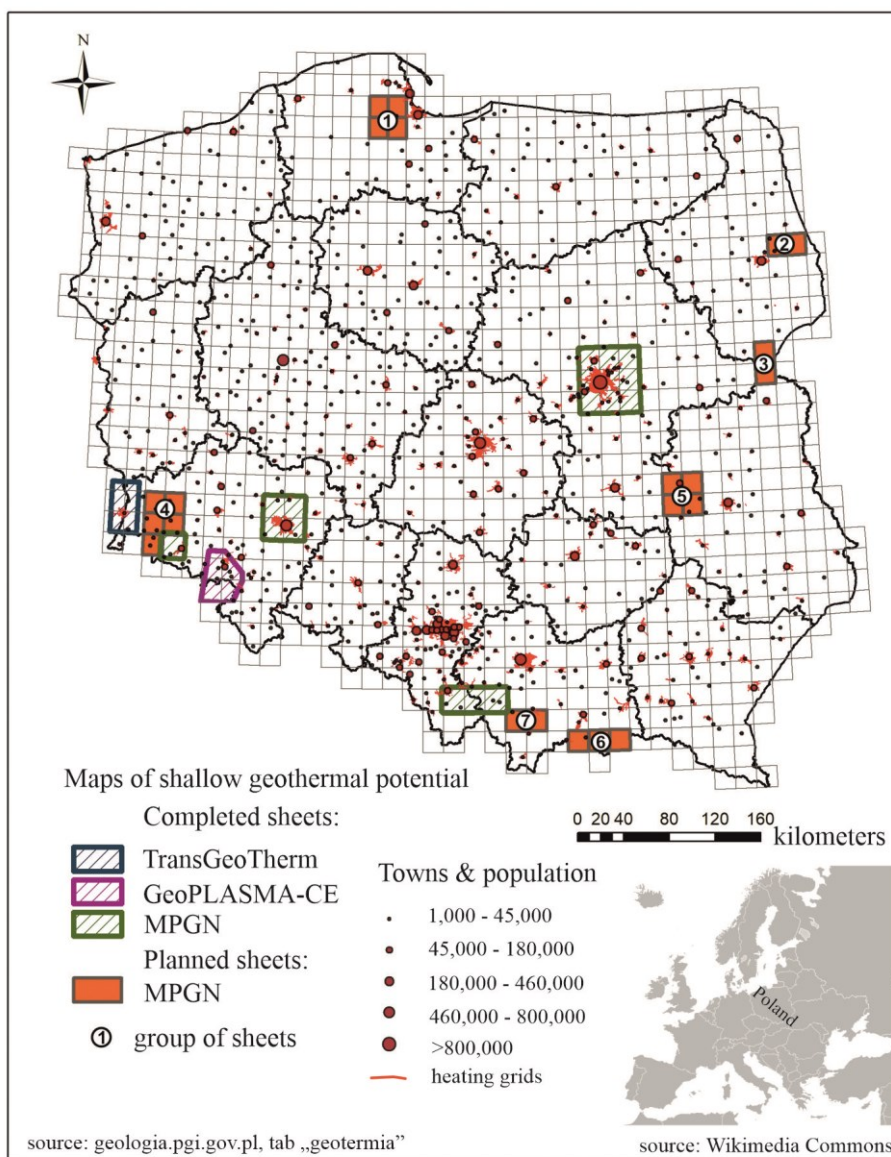 N
1
2
3
4
5
7
6
Maps of shallow geothermal potential
Completed sheets:
TransGeoTherm
GeoPLASMA-CE
MPGN
Planned sheets:
MPGN
1 group of sheets
0 20 40 80 120 160
kilometers
Towns & population
1,000 - 45,000
45,000 - 180,000
180,000 - 460,000
460,000 - 800,000
>800,000
heating grids
Poland
source: geologia.pgi.gov.pl, tab „geotermia”
source: Wikimedia Commons